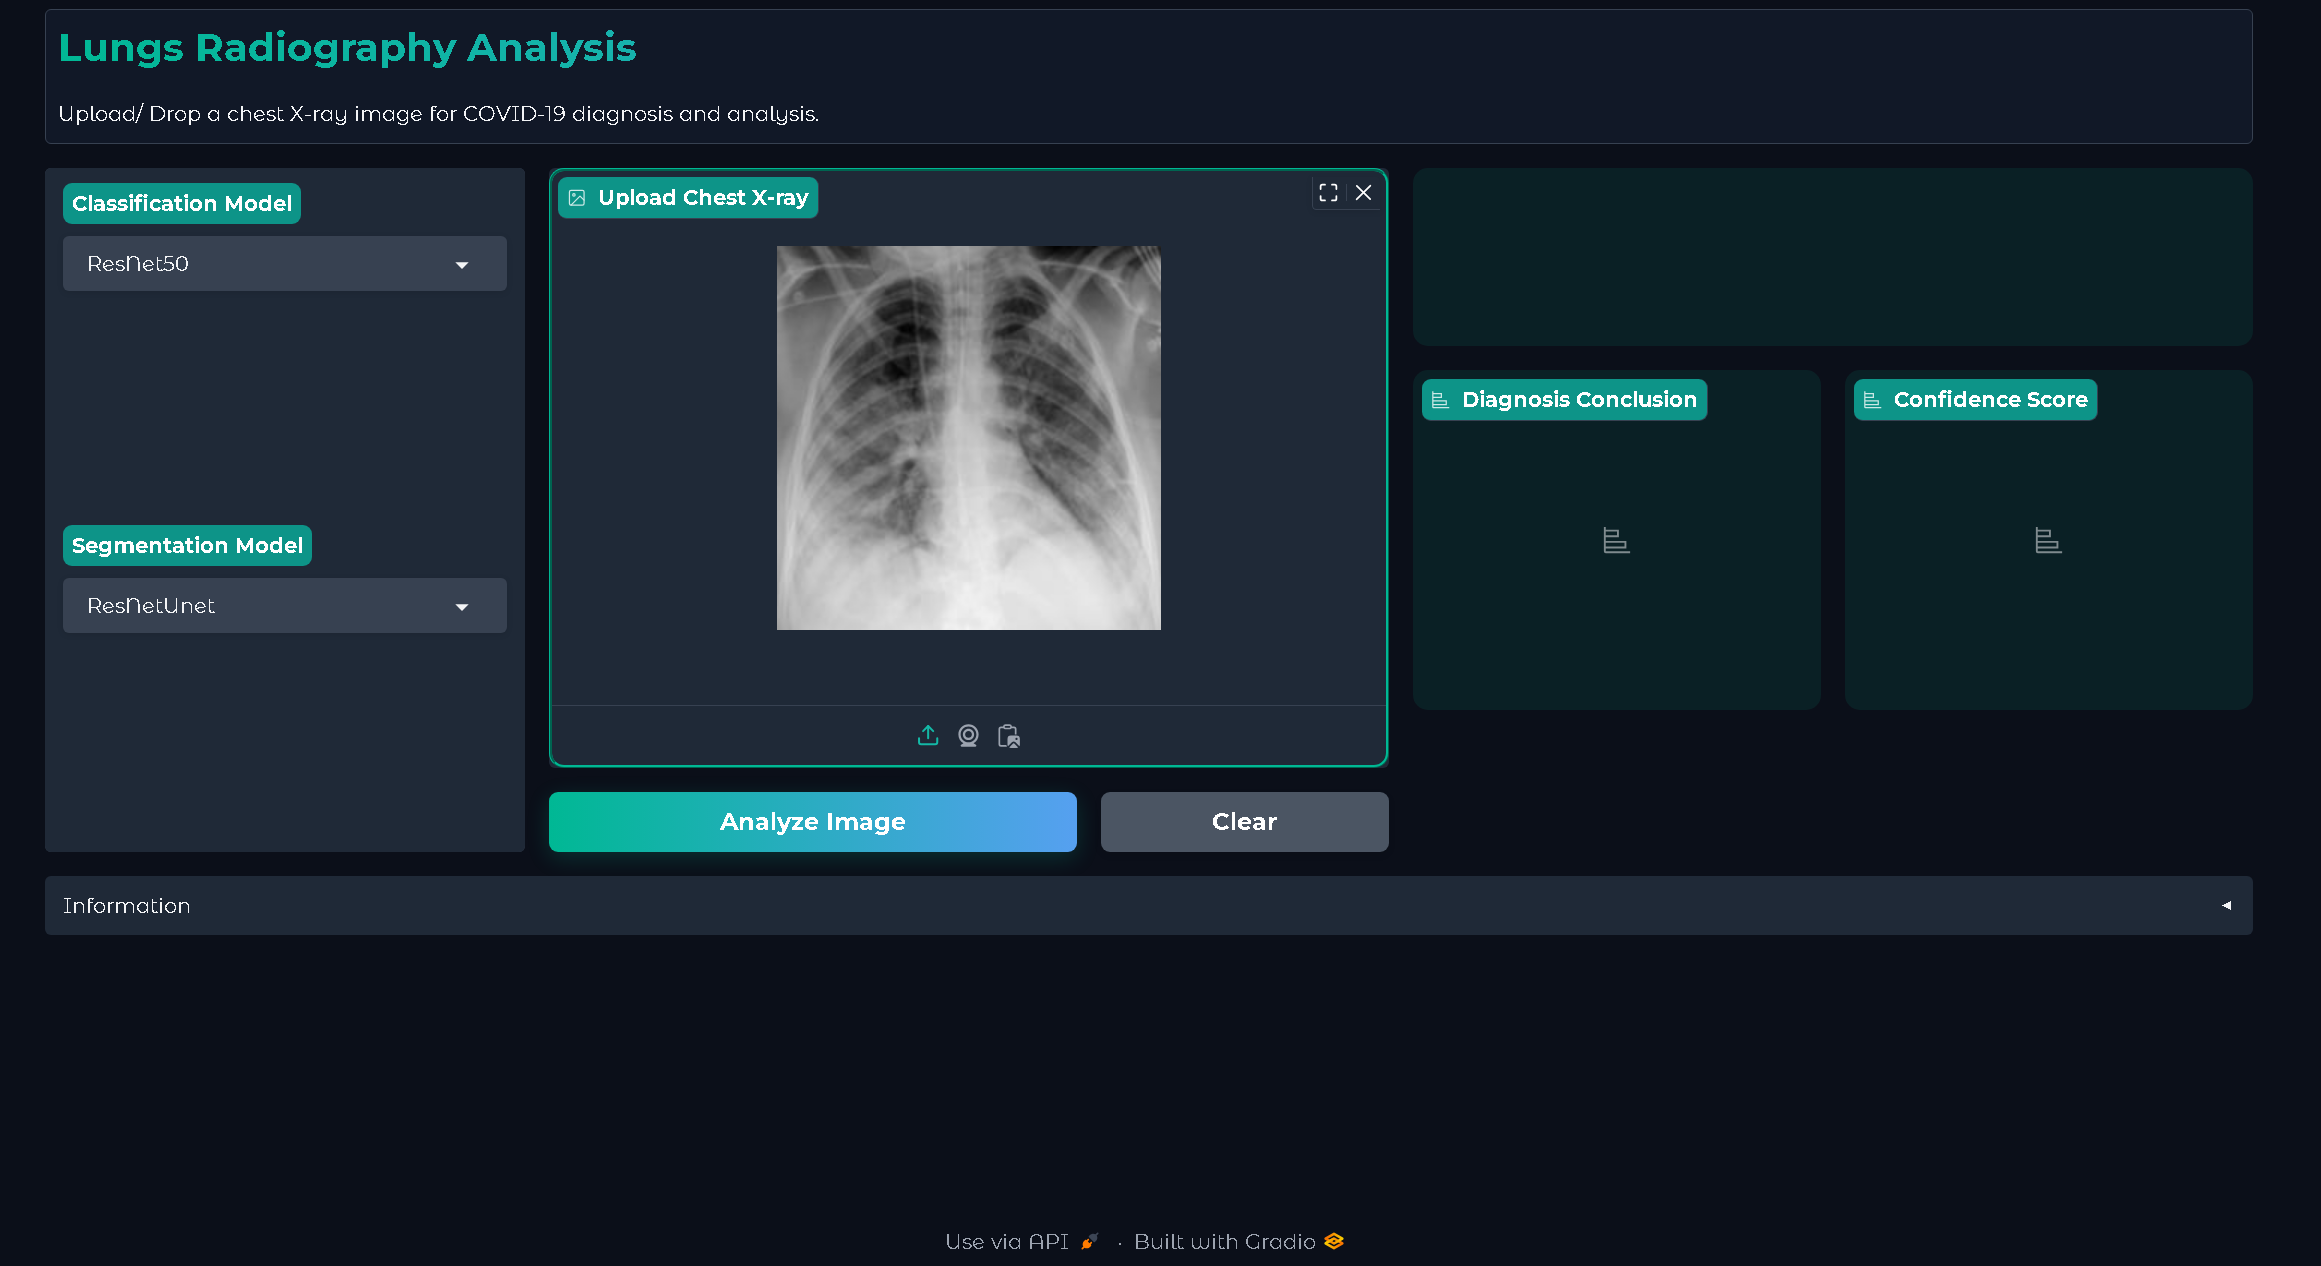 Lungs Radiography Analysis
Upload/ Drop a chest X-ray image for COVID-19 diagnosis and analysis.
Classification Model
ResNet50
Segmentation Model
ResNetUnet
Upload Chest X-ray
Analyze Image
Clear
Diagnosis Conclusion
Confidence Score
Information
Use via API · Built with Gradio